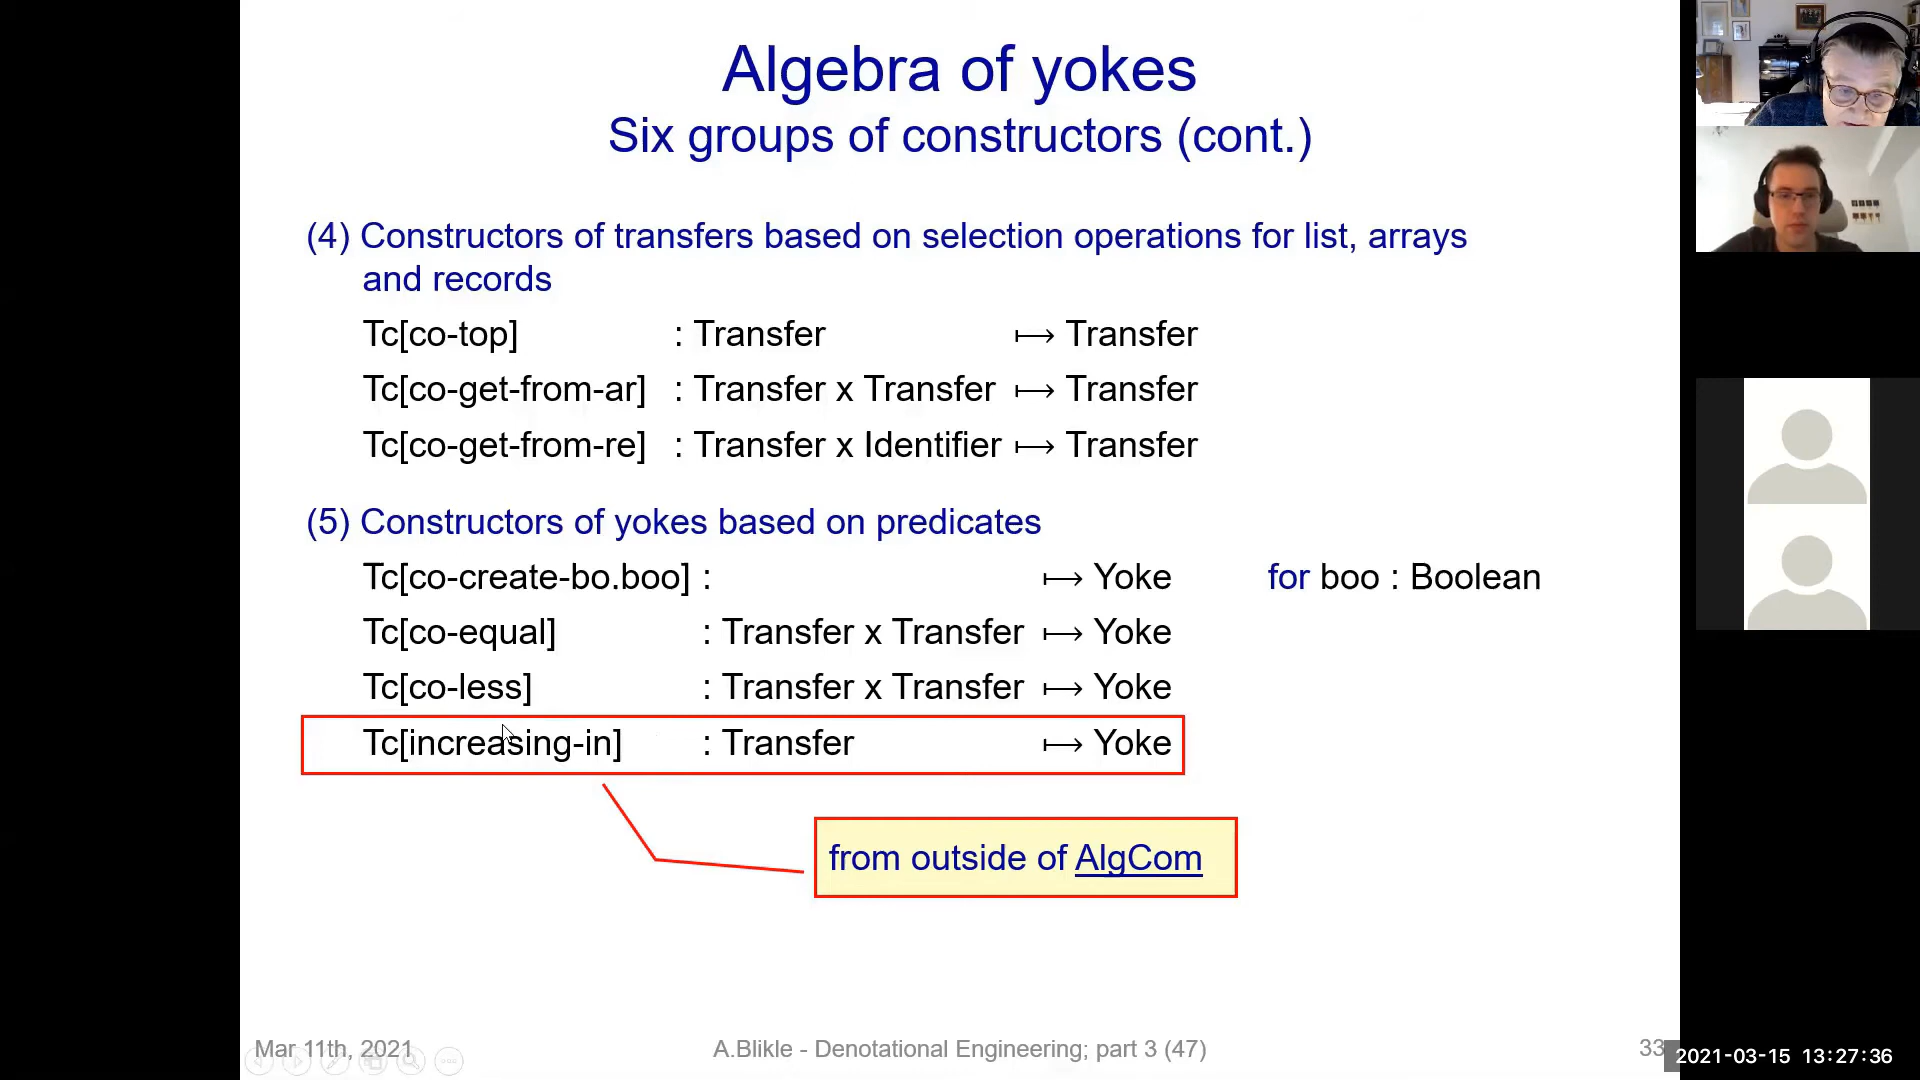 Algebra of yokes
Six groups of constructors (cont.)
(4) Constructors of transfers based on selection operations for list, arrays
and records
Tc[co-top] : Transfer ↦ Transfer
Tc[co-get-from-ar] : Transfer x Transfer ↦ Transfer
Tc[co-get-from-re] : Transfer x Identifier ↦ Transfer
(5) Constructors of yokes based on predicates
Tc[co-create-bo.boo] : ↦ Yoke for boo : Boolean
Tc[co-equal] : Transfer x Transfer ↦ Yoke
Tc[co-less] : Transfer x Transfer ↦ Yoke
Tc[increasing-in] : Transfer ↦ Yoke
from outside of AlgCom
Mar 11th, 2021 A.Blikle - Denotational Engineering; part 3 (47) 33
2021-03-15 13:27:36